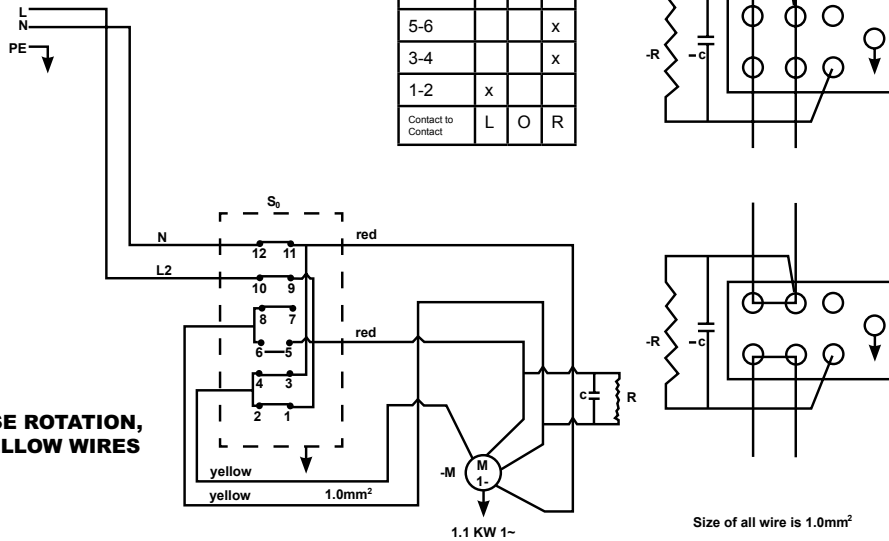 L
N
PE
5-6 x
3-4 x
1-2 x
Contact to
Contact L O R
-R -c
S₀
N 12 11 red
L2 10 9
8 7
6 5 red
4 3
2 1
SE ROTATION,
LLOW WIRES
yellow
yellow 1.0mm²
c R
-M M
1-
1.1 KW 1~
-R -c
Size of all wire is 1.0mm²